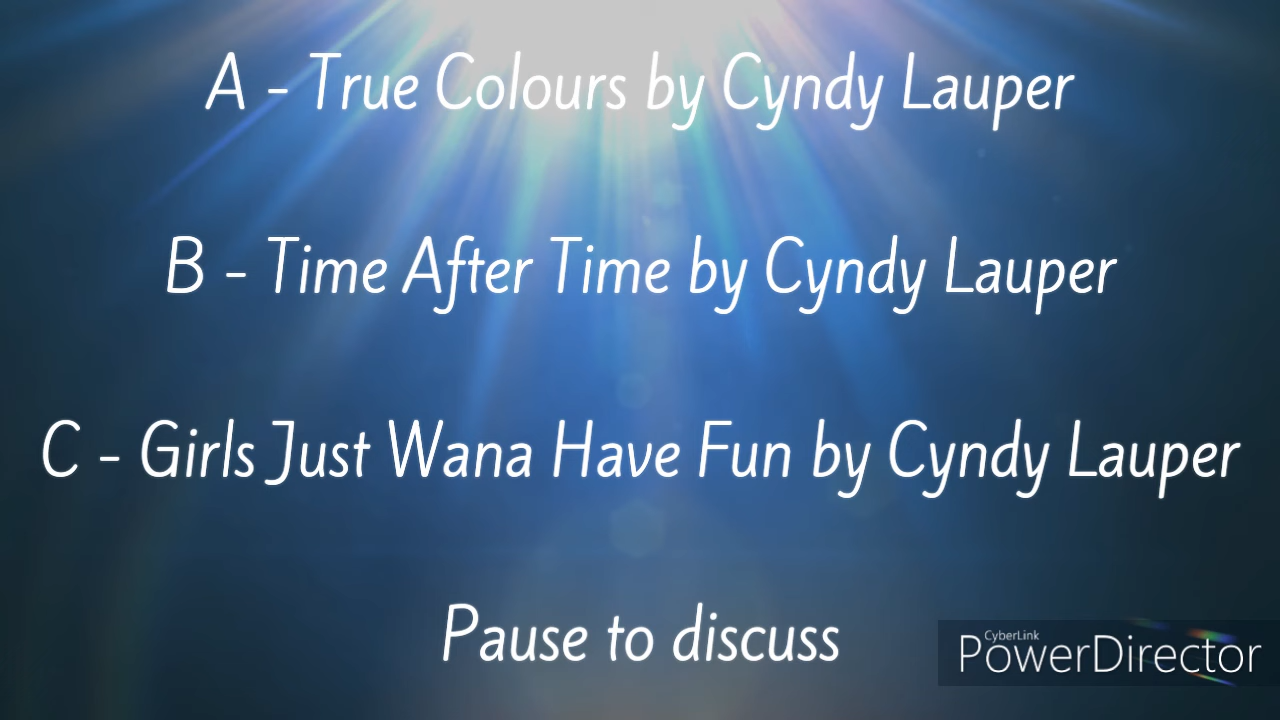 A - True Colours by Cyndy Lauper
B - Time After Time by Cyndy Lauper
C - Girls Just Wana Have Fun by Cyndy Lauper
Pause to discuss
CyberLink
PowerDirector